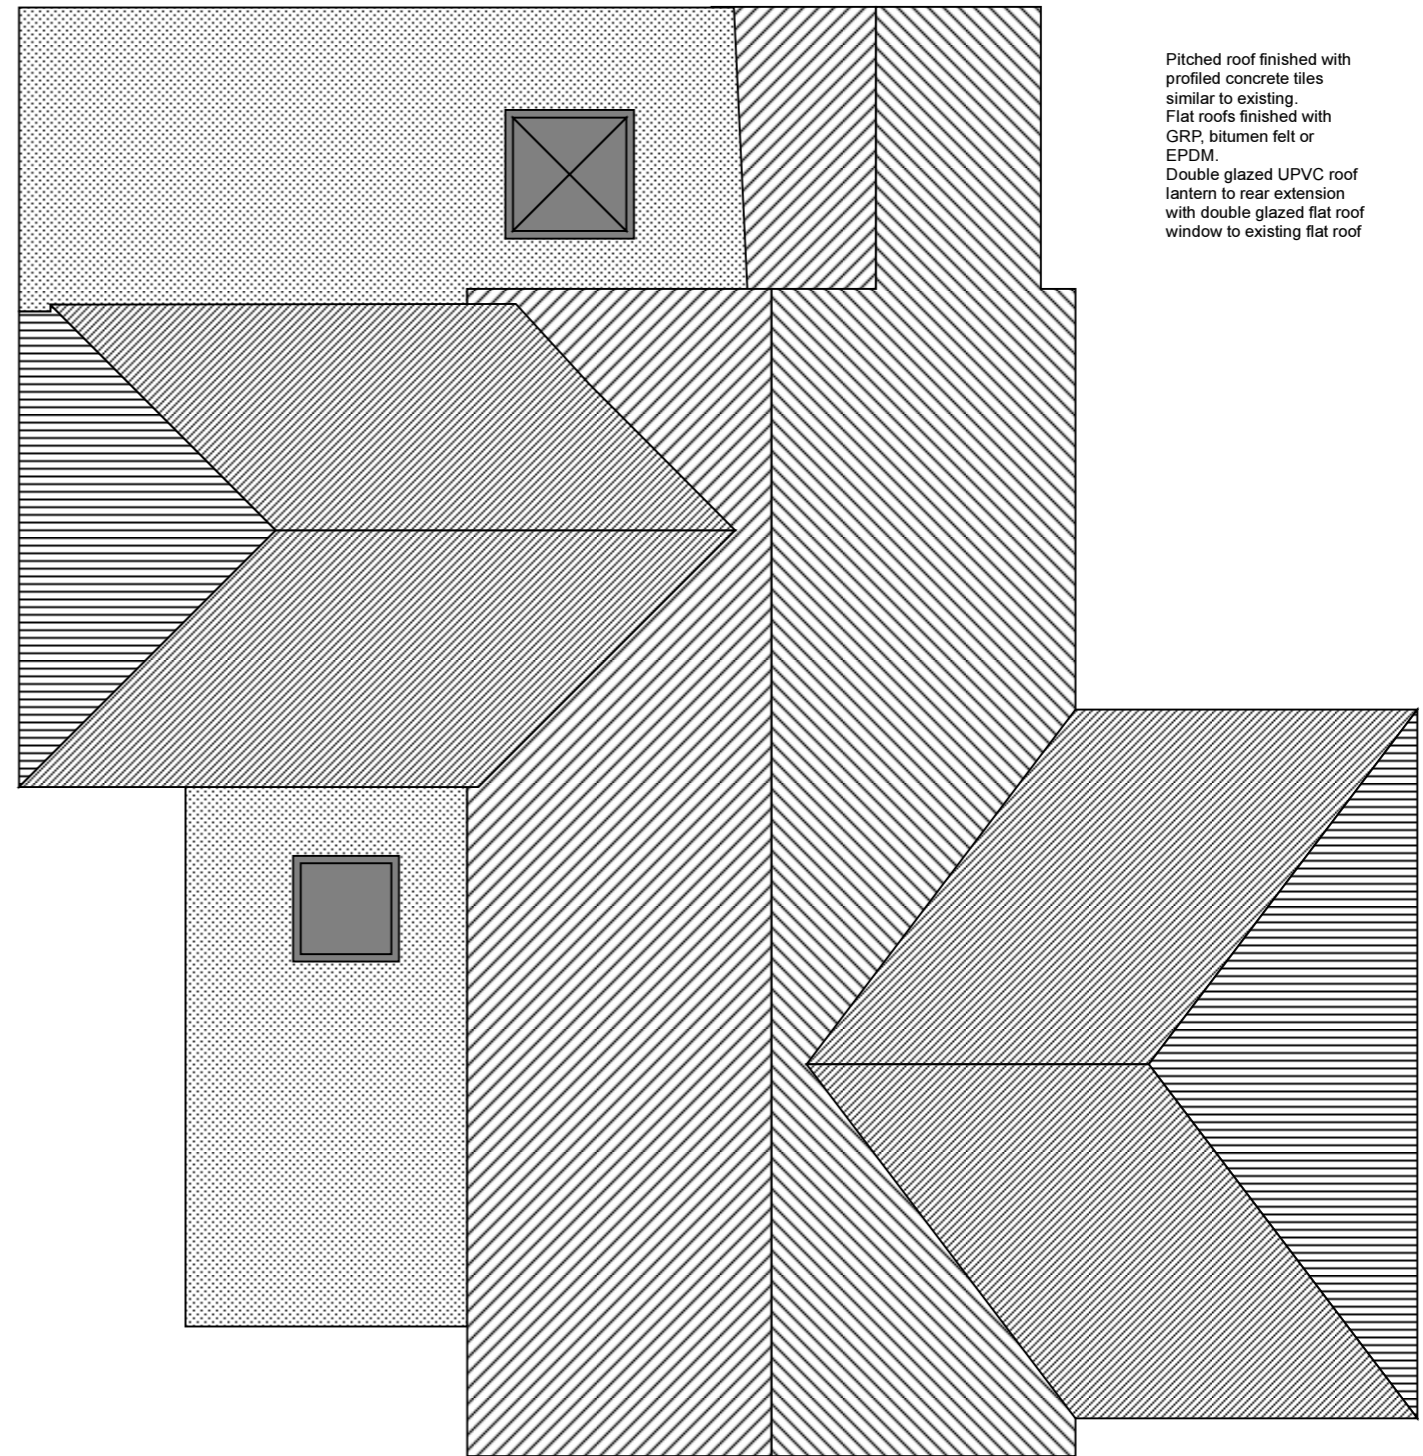 Pitched roof finished with
profiled concrete tiles
similar to existing.
Flat roofs finished with
GRP, bitumen felt or
EPDM.
Double glazed UPVC roof
lantern to rear extension
with double glazed flat roof
window to existing flat roof